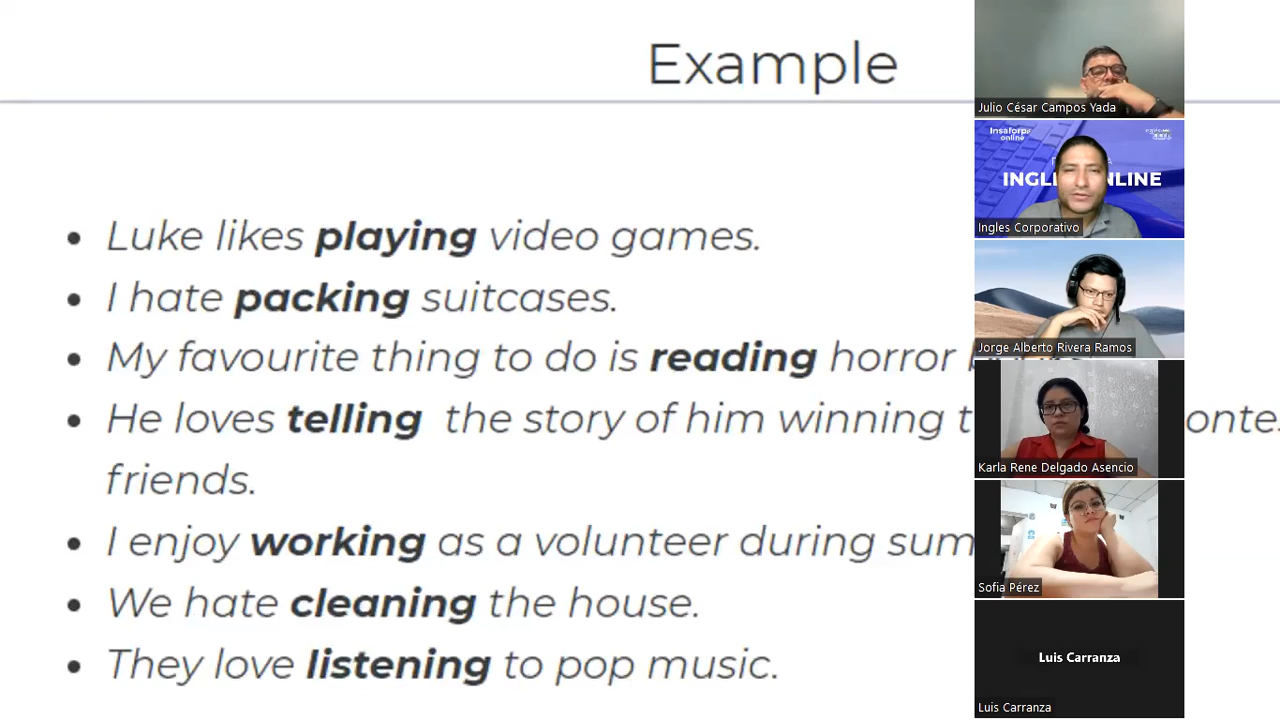 Example
Luke likes playing video games.
I hate packing suitcases.
My favourite thing to do is reading horror
He loves telling the story of him winning
friends.
I enjoy working as a volunteer during
We hate cleaning the house.
They love listening to pop music.
Julio César Campos Yada
Insaforp
online
Ingles Corporativo
Jorge Alberto Rivera Ramos
Karla Rene Delgado Asencio
Sofia Pérez
Luis Carranza
Luis Carranza